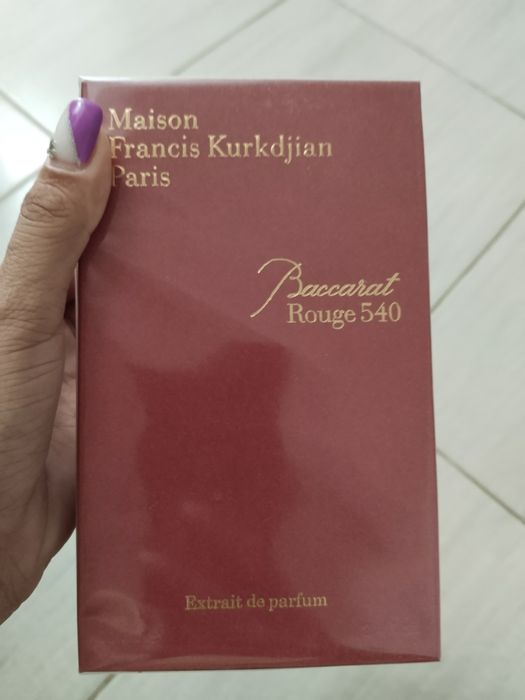 Maison
Francis Kurkdjian
Paris
Baccarat
Rouge 540
Extrait de parfum